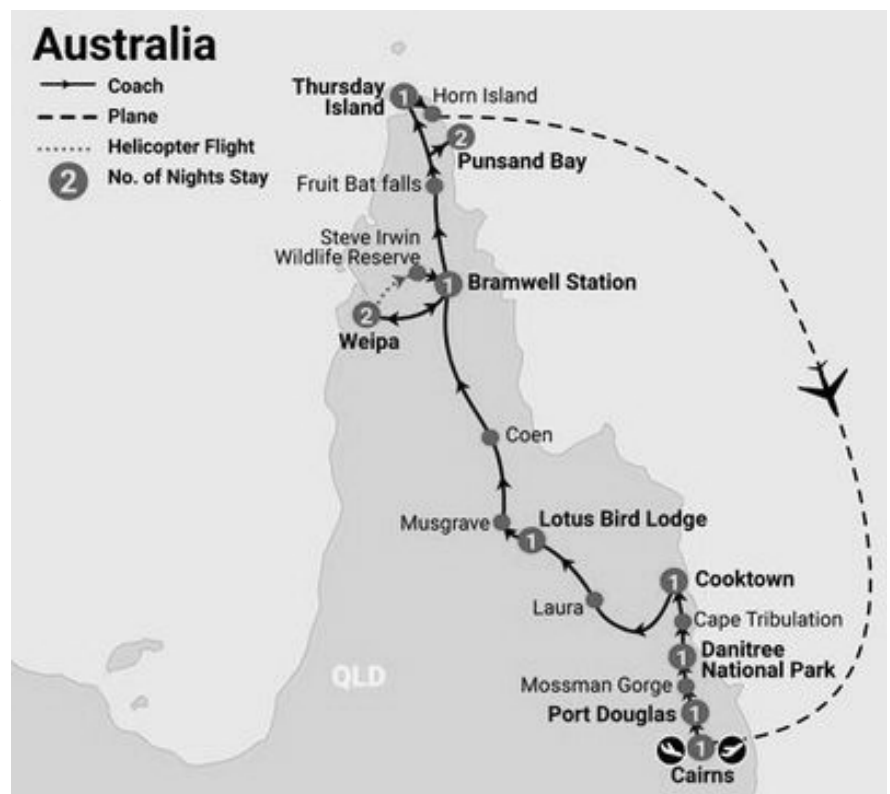 Australia
Coach
Plane
Helicopter Flight
2 No. of Nights Stay
Thursday
Island
1
Horn Island
2
Punsand Bay
Fruit Bat falls
Steve Irwin
Wildlife Reserve
1 Bramwell Station
2
Weipa
Coen
Musgrave
Lotus Bird Lodge
1
1 Cooktown
Laura
Cape Tribulation
1 Danitree
National Park
QLD
Mossman Gorge
Port Douglas 1
1
Cairns